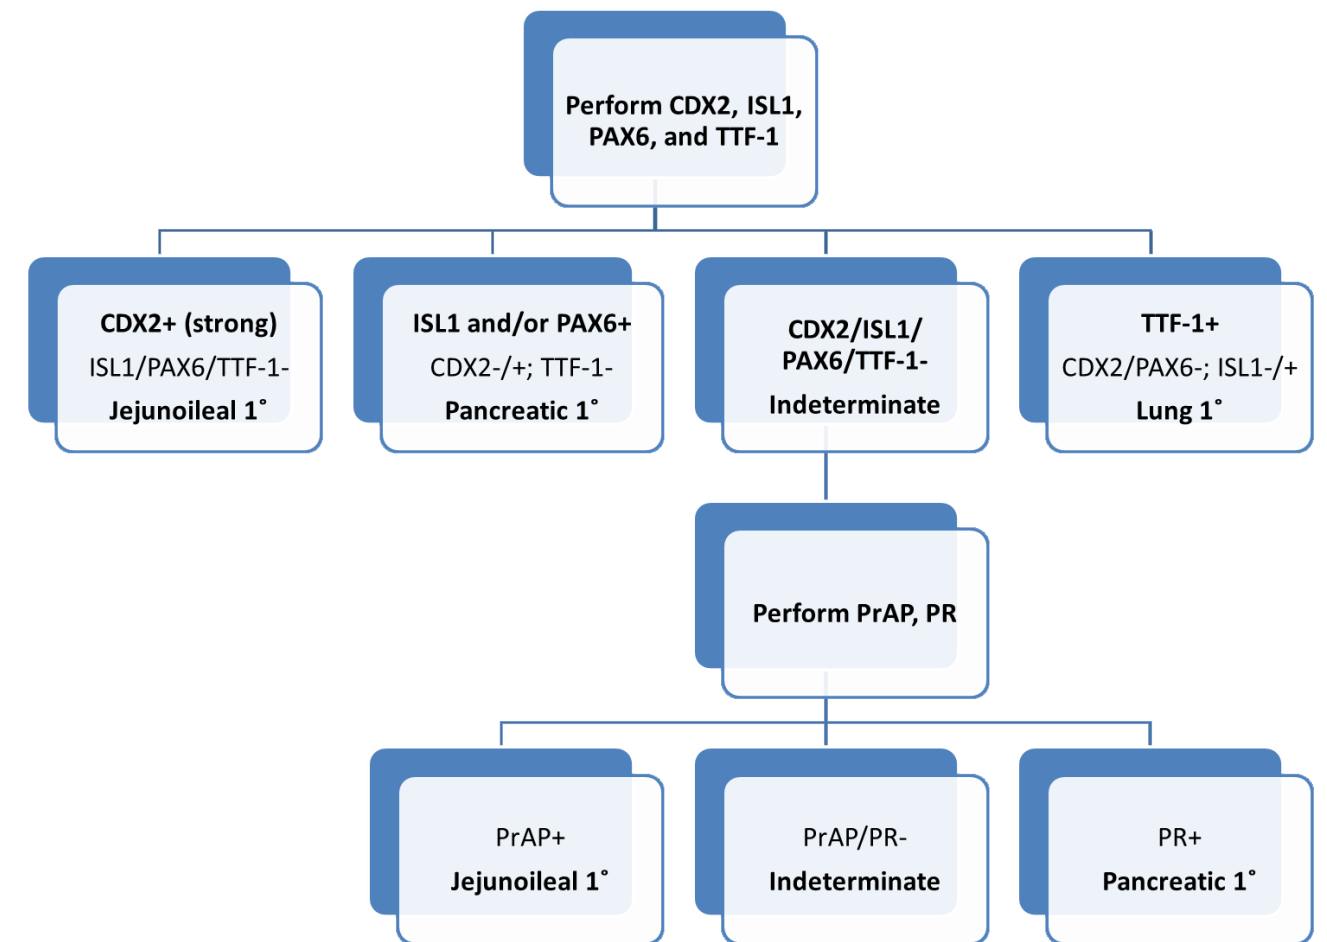 Perform CDX2, ISL1,
PAX6, and TTF-1
CDX2+ (strong)
ISL1/PAX6/TTF-1-
Jejunoileal 1˚
ISL1 and/or PAX6+
CDX2-/+; TTF-1-
Pancreatic 1˚
CDX2/ISL1/
PAX6/TTF-1-
Indeterminate
TTF-1+
CDX2/PAX6-; ISL1-/+
Lung 1˚
Perform PrAP, PR
PrAP+
Jejunoileal 1˚
PrAP/PR-
Indeterminate
PR+
Pancreatic 1˚